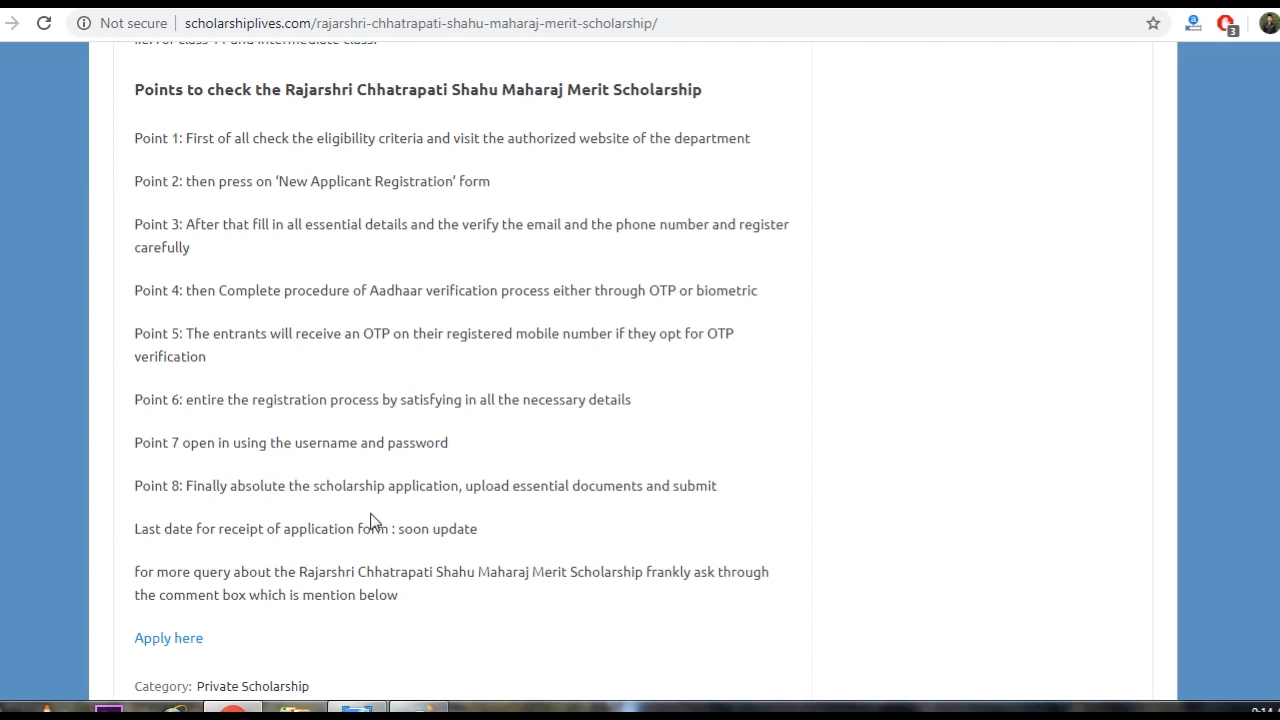 Not secure
scholarshiplives.com/rajarshri-chhatrapati-shahu-maharaj-merit-scholarship/
3
Points to check the Rajarshri Chhatrapati Shahu Maharaj Merit Scholarship
Point 1: First of all check the eligibility criteria and visit the authorized website of the department
Point 2: then press on ‘New Applicant Registration’ form
Point 3: After that fill in all essential details and the verify the email and the phone number and register
carefully
Point 4: then Complete procedure of Aadhaar verification process either through OTP or biometric
Point 5: The entrants will receive an OTP on their registered mobile number if they opt for OTP
verification
Point 6: entire the registration process by satisfying in all the necessary details
Point 7 open in using the username and password
Point 8: Finally absolute the scholarship application, upload essential documents and submit
Last date for receipt of application form : soon update
for more query about the Rajarshri Chhatrapati Shahu Maharaj Merit Scholarship frankly ask through
the comment box which is mention below
Apply here
Category: Private Scholarship